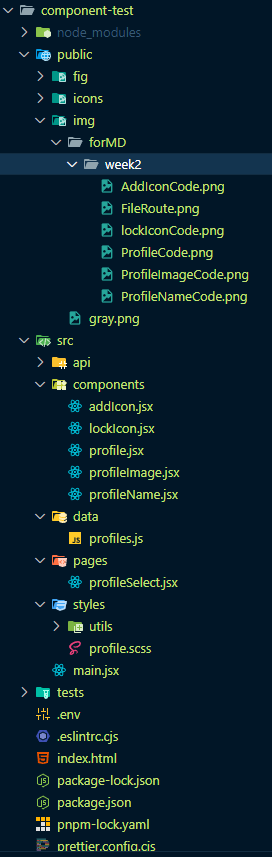 component-test
node_modules
public
fig
icons
img
forMD
week2
AddIconCode.png
FileRoute.png
lockIconCode.png
ProfileCode.png
ProfileImageCode.png
ProfileNameCode.png
gray.png
src
api
components
addIcon.jsx
lockIcon.jsx
profile.jsx
profileImage.jsx
profileName.jsx
data
JS profiles.js
pages
profileSelect.jsx
styles
utils
profile.scss
main.jsx
tests
.env
.eslintrc.cjs
index.html
package-lock.json
package.json
pnpm-lock.yaml
prettier.config.cjs